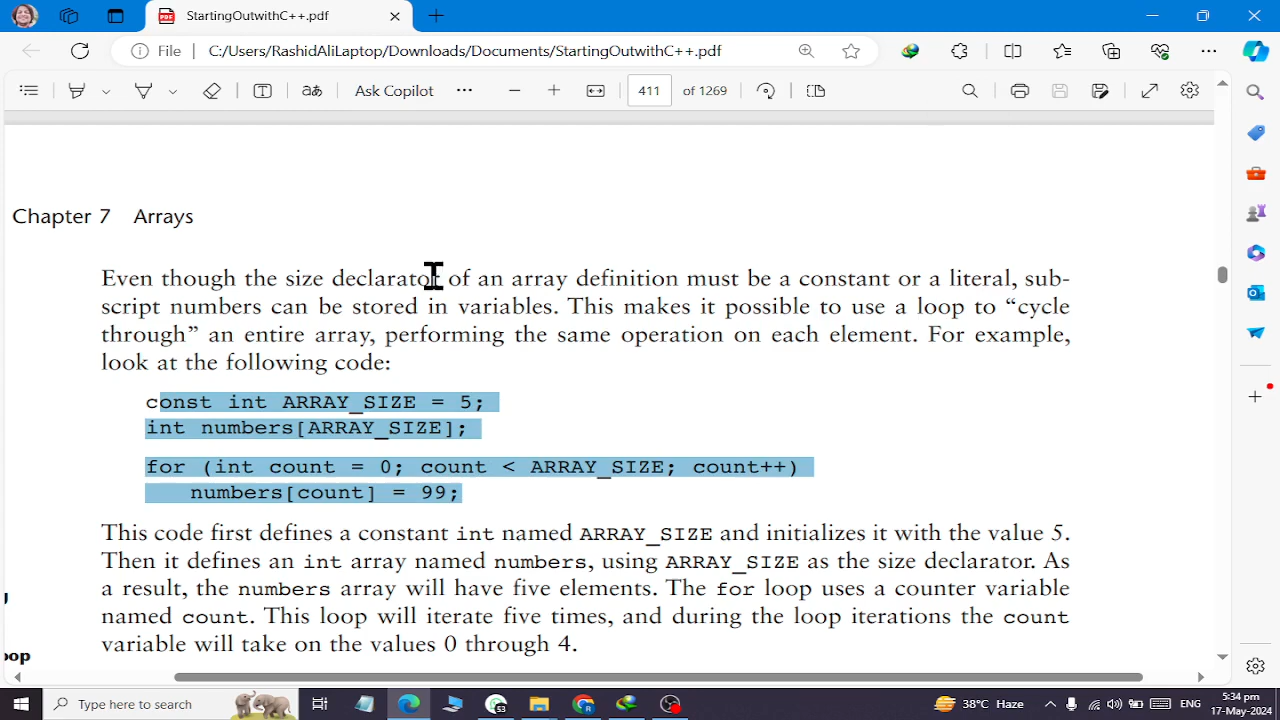 StartingOutwithC++.pdf
File C:/Users/RashidAliLaptop/Downloads/Documents/StartingOutwithC++.pdf
Ask Copilot 411 of 1269
Chapter 7 Arrays
Even though the size declarator of an array definition must be a constant or a literal, sub-
script numbers can be stored in variables. This makes it possible to use a loop to “cycle
through” an entire array, performing the same operation on each element. For example,
look at the following code:
const int ARRAY_SIZE = 5;
int numbers[ARRAY_SIZE];
for (int count = 0; count < ARRAY_SIZE; count++)
numbers[count] = 99;
This code first defines a constant int named ARRAY_SIZE and initializes it with the value 5.
Then it defines an int array named numbers, using ARRAY_SIZE as the size declarator. As
a result, the numbers array will have five elements. The for loop uses a counter variable
named count. This loop will iterate five times, and during the loop iterations the count
variable will take on the values 0 through 4.
oop
Type here to search
38°C Haze
ENG
5:34 pm
17-May-2024